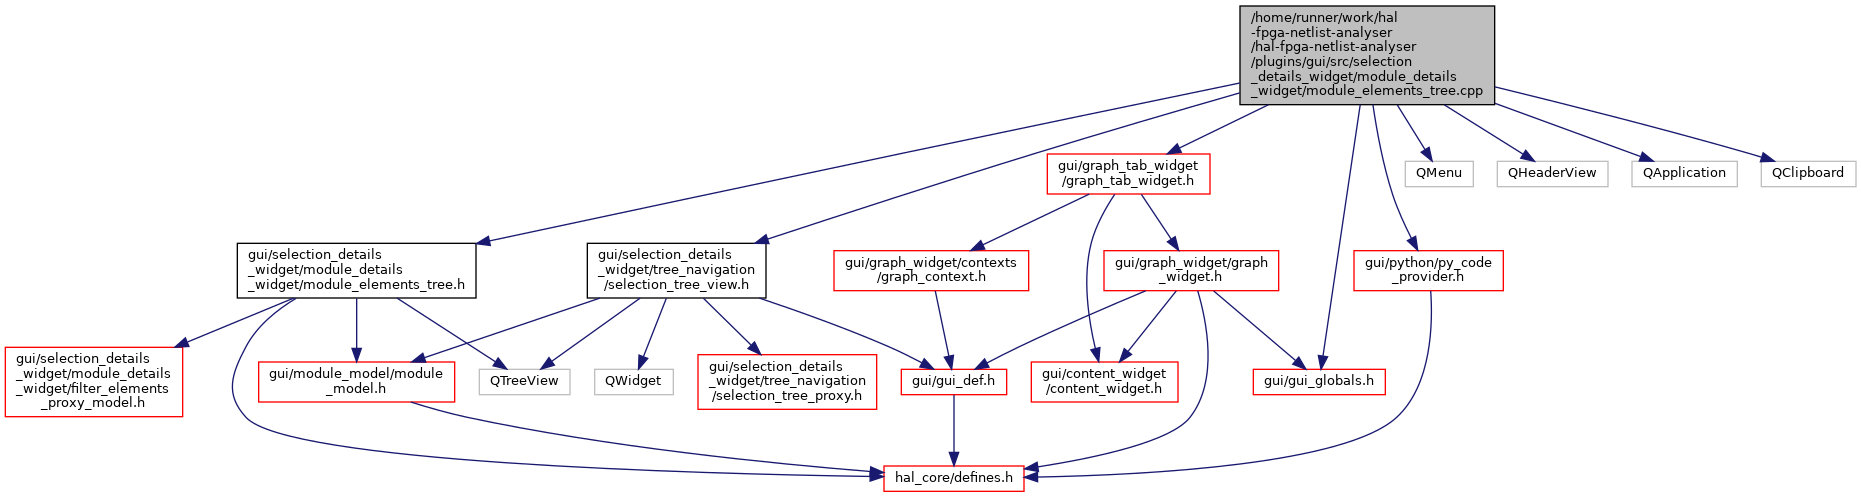 /home/runner/work/hal
-fpga-netlist-analyser
/hal-fpga-netlist-analyser
/plugins/gui/src/selection
_details_widget/module_details
_widget/module_elements_tree.cpp
gui/graph_tab_widget
/graph_tab_widget.h
QMenu
QHeaderView
QApplication
QClipboard
gui/selection_details
_widget/module_details
_widget/module_elements_tree.h
gui/selection_details
_widget/tree_navigation
/selection_tree_view.h
gui/graph_widget/contexts
/graph_context.h
gui/graph_widget/graph
_widget.h
gui/python/py_code
_provider.h
gui/selection_details
_widget/module_details
_widget/filter_elements
_proxy_model.h
gui/module_model/module
_model.h
QTreeView
QWidget
gui/selection_details
_widget/tree_navigation
/selection_tree_proxy.h
gui/gui_def.h
gui/content_widget
/content_widget.h
gui/gui_globals.h
hal_core/defines.h